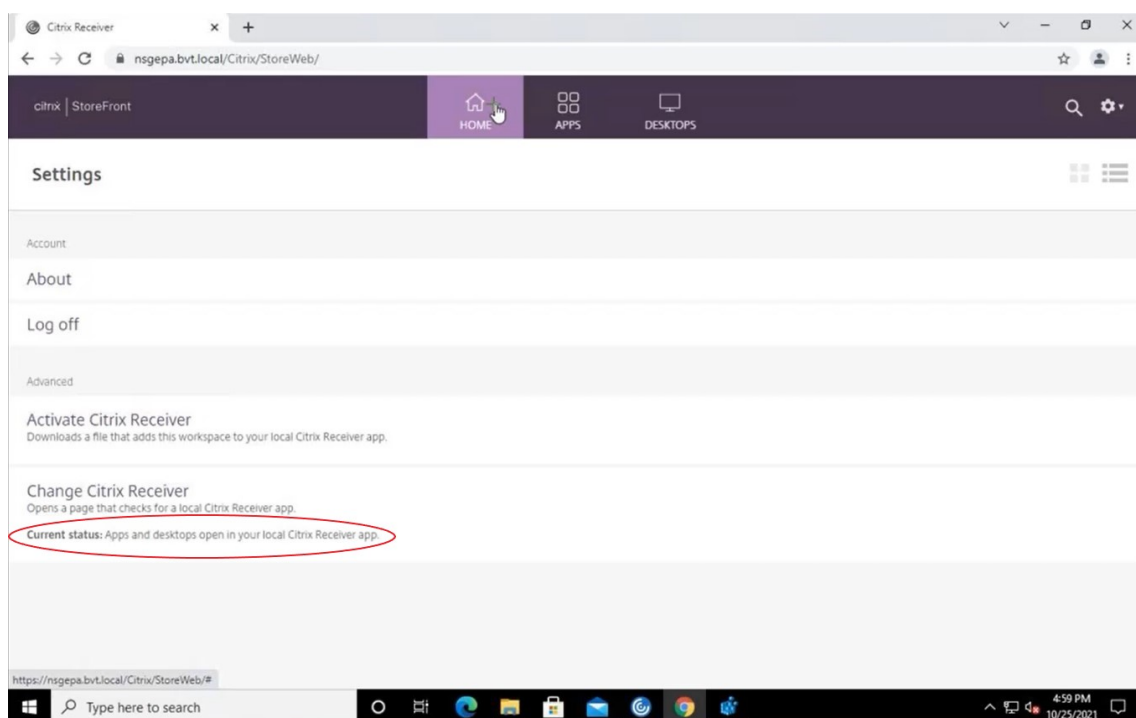 Citrix Receiver
nsgepa.bvt.local/Citrix/StoreWeb/
citrix | StoreFront
HOME
APPS
DESKTOPS
Settings
Account
About
Log off
Advanced
Activate Citrix Receiver
Downloads a file that adds this workspace to your local Citrix Receiver app.
Change Citrix Receiver
Opens a page that checks for a local Citrix Receiver app.
Current status: Apps and desktops open in your local Citrix Receiver app.
https://nsgepa.bvt.local/Citrix/StoreWeb/#
Type here to search
4:59 PM
10/25/2021